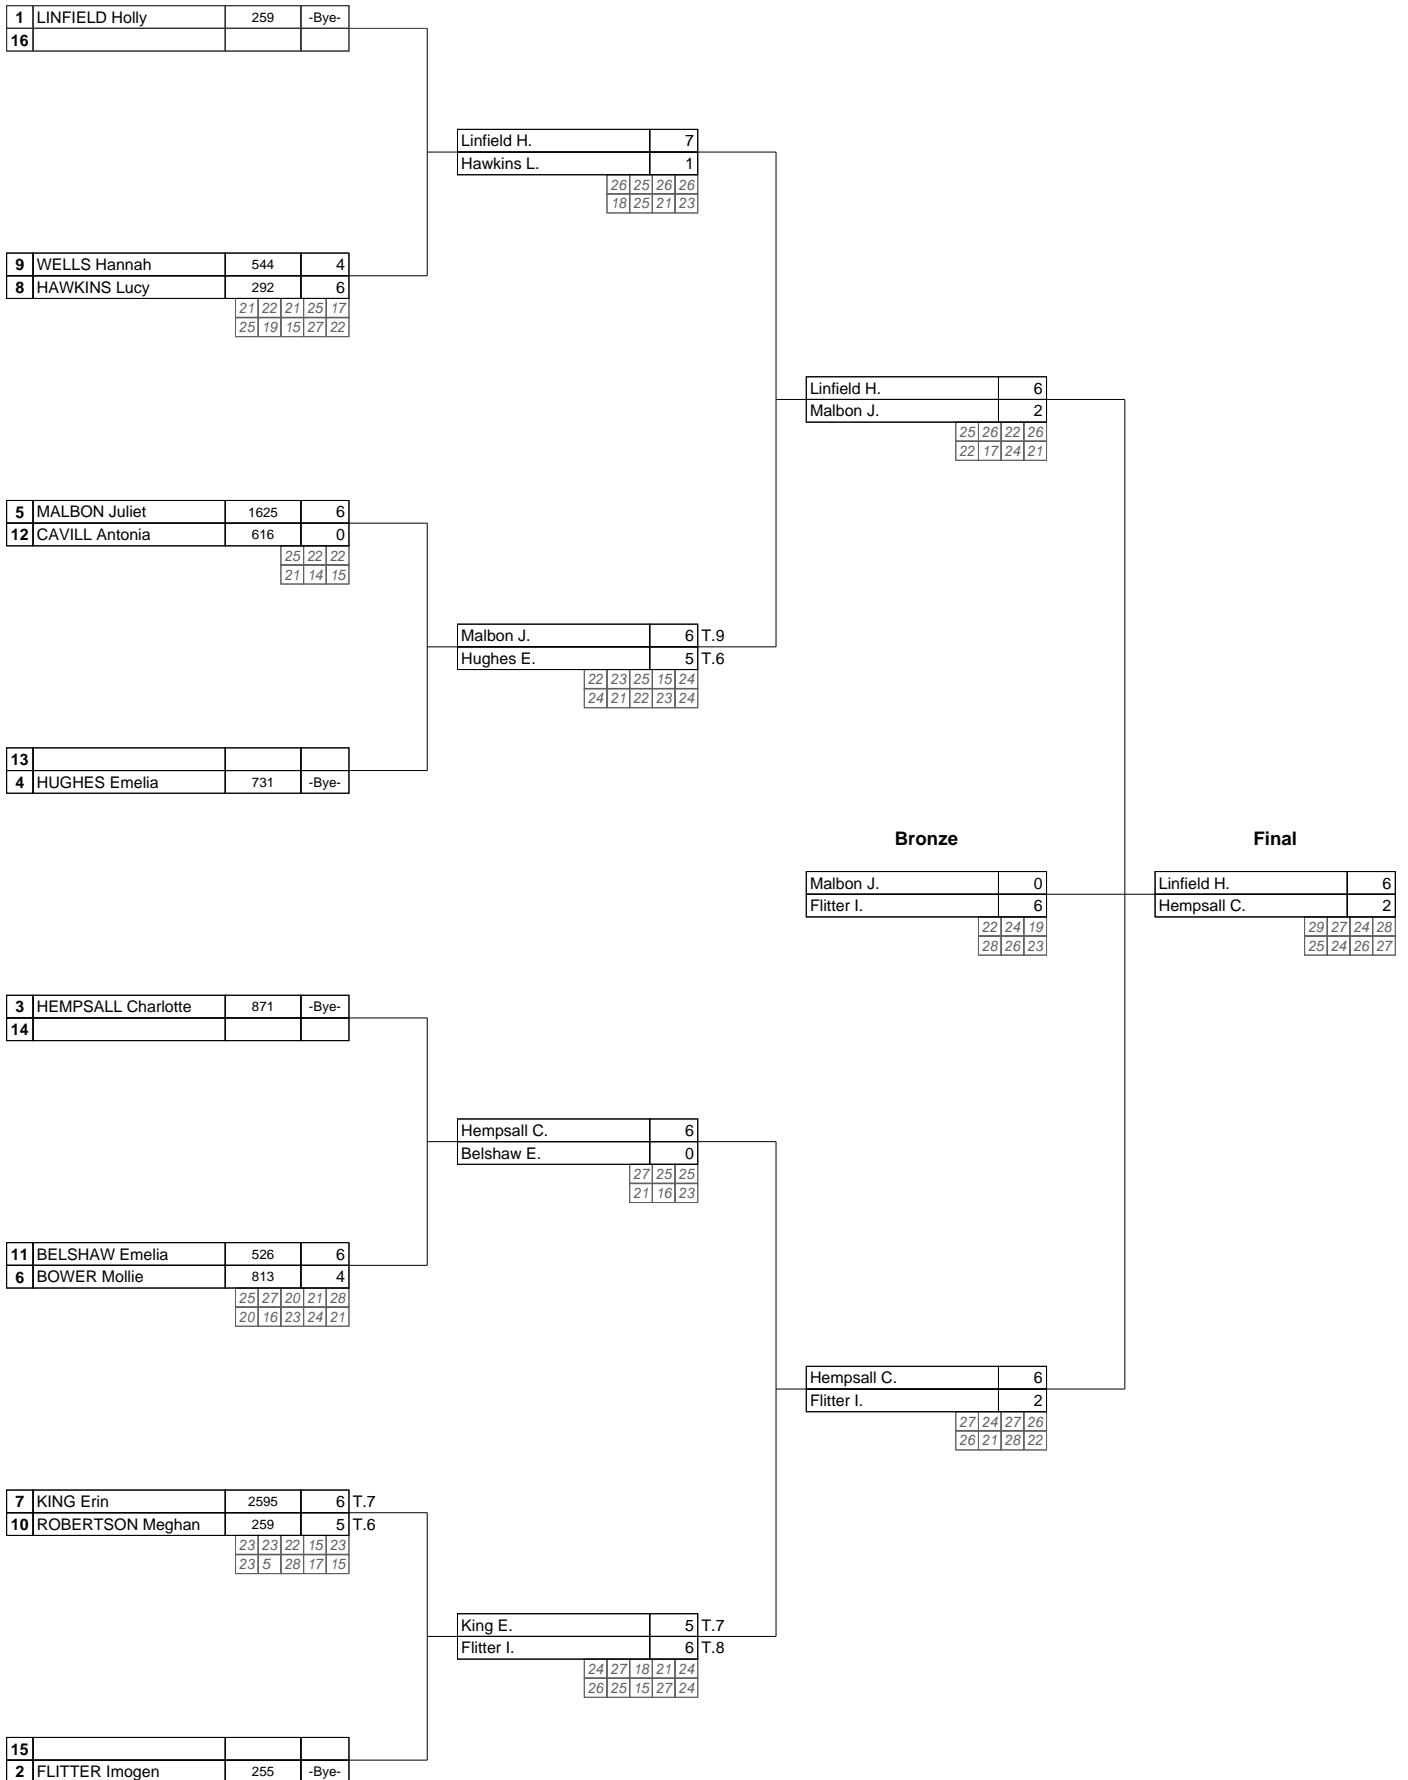 1 LINFIELD Holly 259 -Bye-
16
Linfield H. 7
Hawkins L. 1
26 25 26 26
18 25 21 23
9 WELLS Hannah 544 4
8 HAWKINS Lucy 292 6
21 22 21 25 17
25 19 15 27 22
Linfield H. 6
Malbon J. 2
25 26 22 26
22 17 24 21
5 MALBON Juliet 1625 6
12 CAVILL Antonia 616 0
25 22 22
21 14 15
Malbon J. 6 T.9
Hughes E. 5 T.6
22 23 25 15 24
24 21 22 23 24
13
4 HUGHES Emelia 731 -Bye-
Bronze
Malbon J. 0
Flitter I. 6
22 24 19
28 26 23
Final
Linfield H. 6
Hempsall C. 2
29 27 24 28
25 24 26 27
3 HEMPSALL Charlotte 871 -Bye-
14
Hempsall C. 6
Belshaw E. 0
27 25 25
21 16 23
11 BELSHAW Emelia 526 6
6 BOWER Mollie 813 4
25 27 20 21 28
20 16 23 24 21
Hempsall C. 6
Flitter I. 2
27 24 27 26
26 21 28 22
7 KING Erin 2595 6 T.7
10 ROBERTSON Meghan 259 5 T.6
23 23 22 15 23
23 5 28 17 15
King E. 5 T.7
Flitter I. 6 T.8
24 27 18 21 24
26 25 15 27 24
15
2 FLITTER Imogen 255 -Bye-